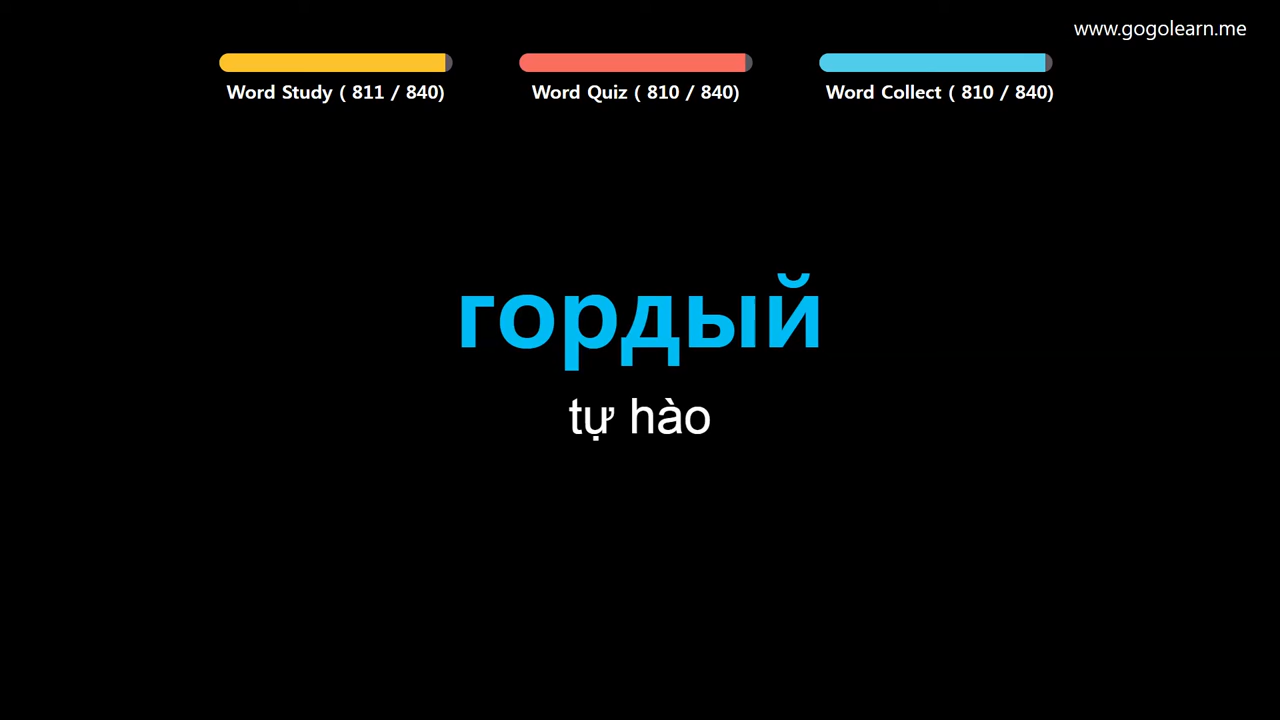 www.gogolearn.me
Word Study ( 811 / 840)
Word Quiz ( 810 / 840)
Word Collect ( 810 / 840)
гордый
tự hào